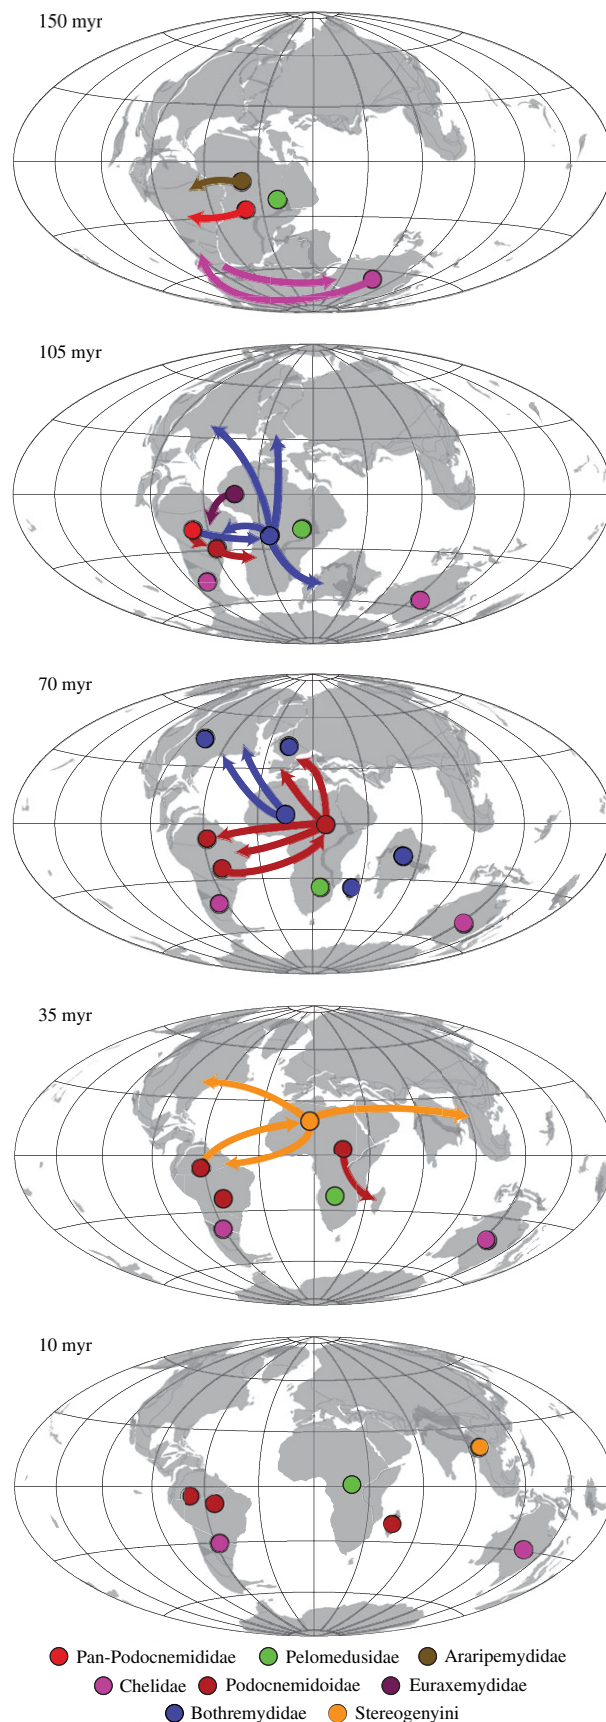 150 myr
105 myr
70 myr
35 myr
10 myr
Pan-Podocnemididae Pelomedusidae Araripemydidae
Chelidae Podocnemidoidae Euraxemydidae
Bothremydidae Stereogenyini